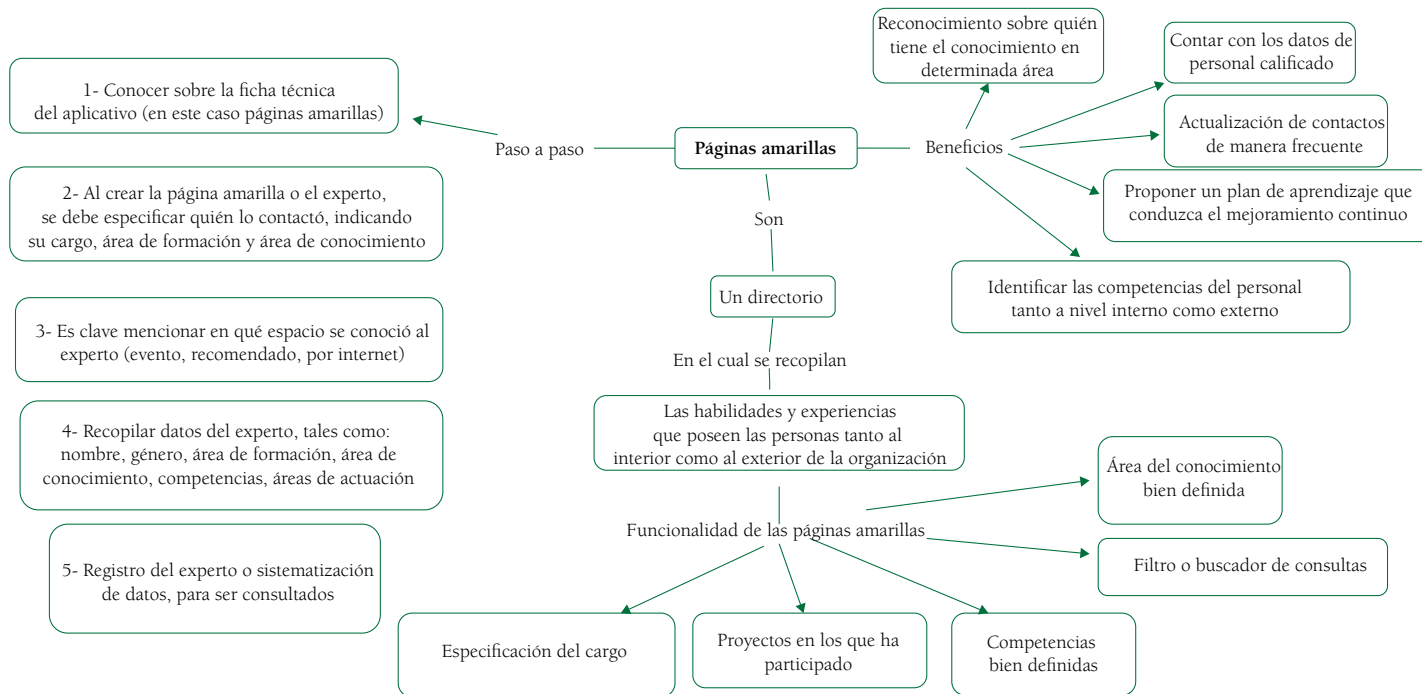 Páginas amarillas
Paso a paso
1- Conocer sobre la ficha técnica
del aplicativo (en este caso páginas amarillas)
2- Al crear la página amarilla o el experto,
se debe especificar quién lo contactó, indicando
su cargo, área de formación y área de conocimiento
3- Es clave mencionar en qué espacio se conoció al
experto (evento, recomendado, por internet)
4- Recopilar datos del experto, tales como:
nombre, género, área de formación, área de
conocimiento, competencias, áreas de actuación
5- Registro del experto o sistematización
de datos, para ser consultados
Beneficios
Reconocimiento sobre quién
tiene el conocimiento en
determinada área
Contar con los datos de
personal calificado
Actualización de contactos
de manera frecuente
Proponer un plan de aprendizaje que
conduzca el mejoramiento continuo
Identificar las competencias del personal
tanto a nivel interno como externo
Son
Un directorio
En el cual se recopilan
Las habilidades y experiencias
que poseen las personas tanto al
interior como al exterior de la organización
Funcionalidad de las páginas amarillas
Área del conocimiento
bien definida
Filtro o buscador de consultas
Especificación del cargo
Proyectos en los que ha
participado
Competencias
bien definidas